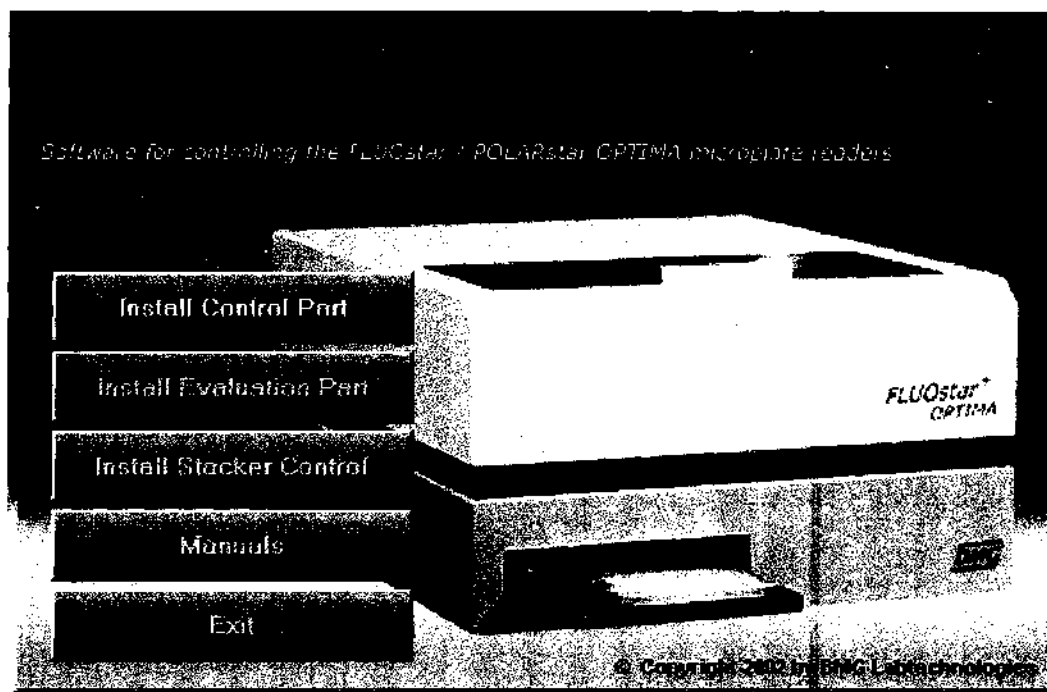 Software for controlling the FLUOstar / POLARstar OPTIMA microplate readers
Install Control Part
Install Evaluation Part
Install Stacker Control
Manuals
Exit
FLUOstar+
OPTIMA
© Copyright 2002 by BMG Labtechnologies